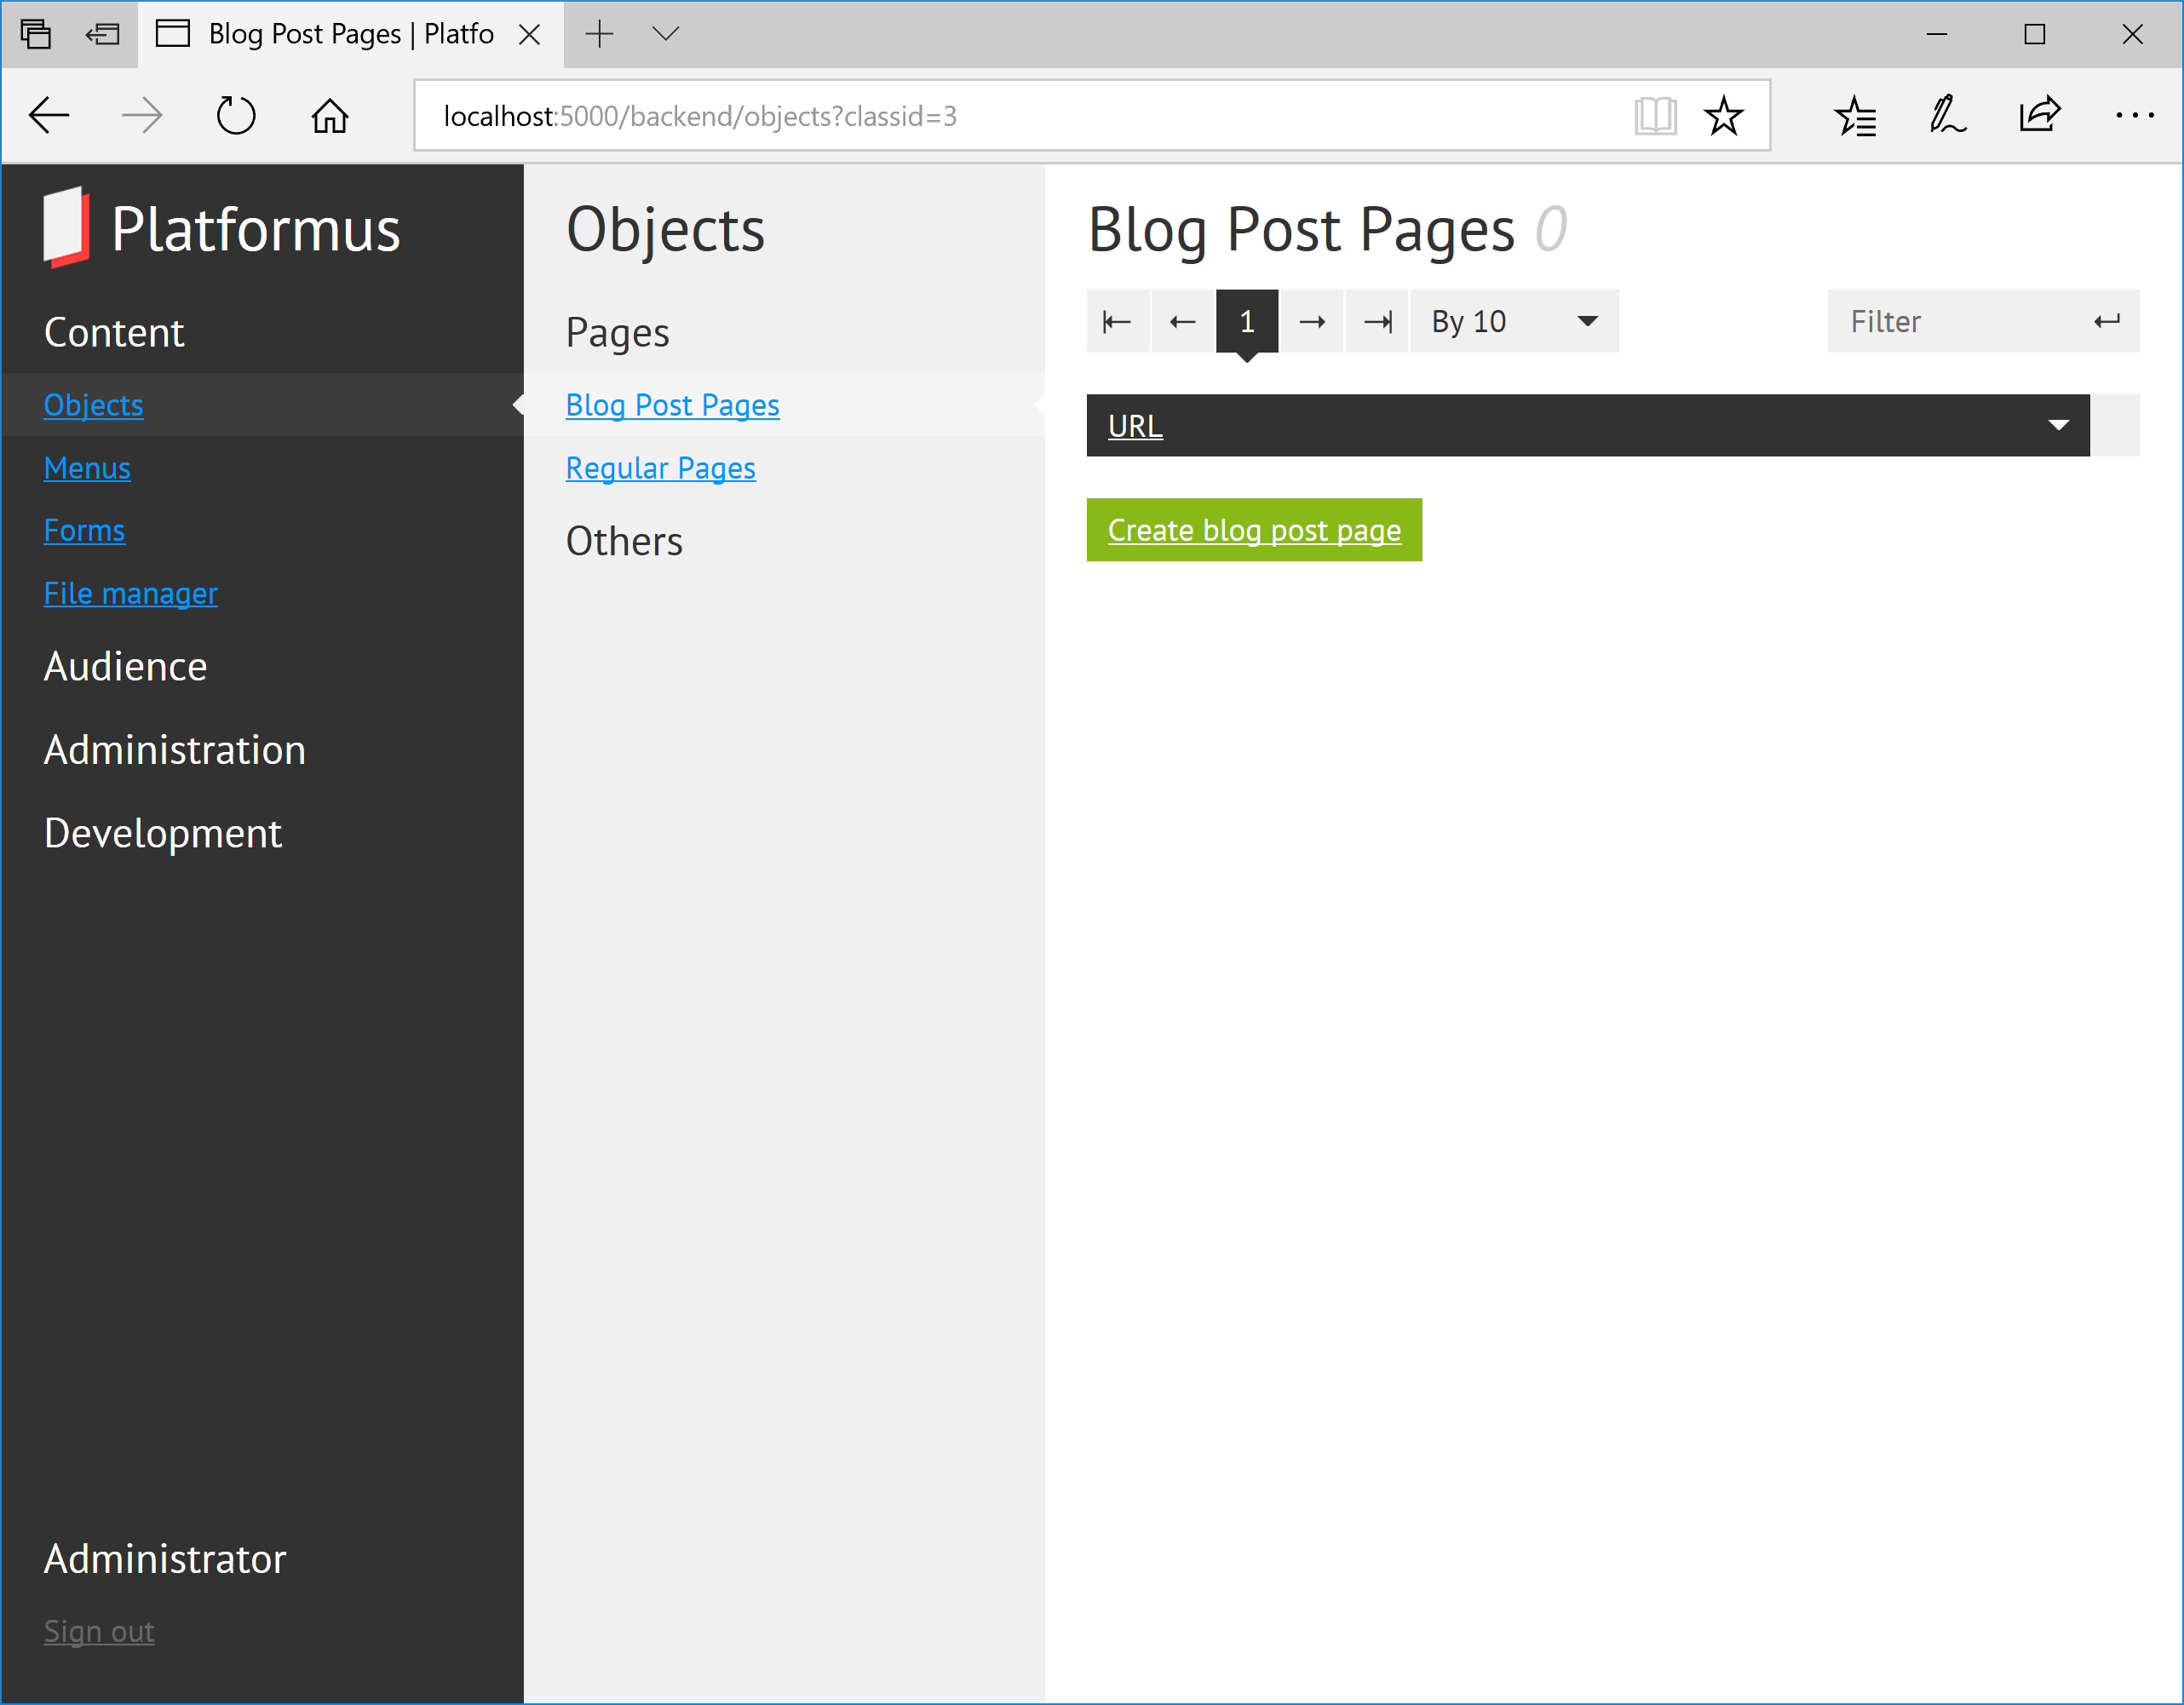 Blog Post Pages | Platfo
localhost:5000/backend/objects?classid=3
Platformus
Content
Objects
Menus
Forms
File manager
Audience
Administration
Development
Administrator
Sign out
Objects
Pages
Blog Post Pages
Regular Pages
Others
Blog Post Pages 0
1 By 10 Filter
URL
Create blog post page